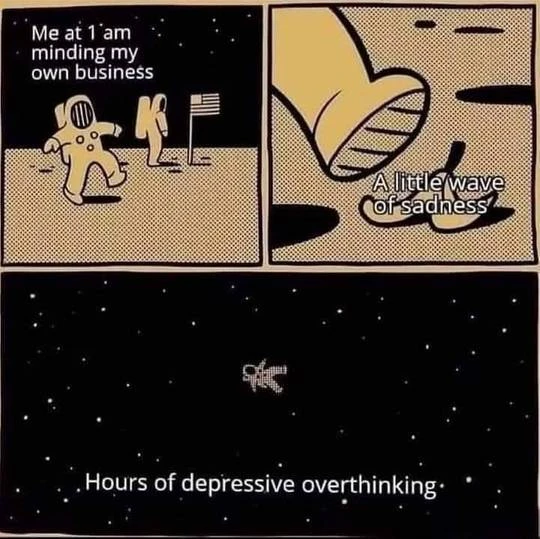 Me at 1 am
minding my
own business
A little wave
of sadness
Hours of depressive overthinking